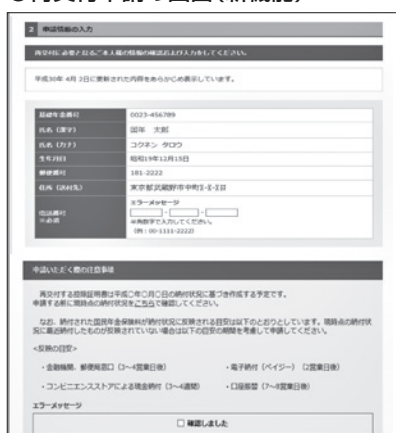 ●再交付申請の画面（新機能）
2 申請情報の入力
再交付に必要となるご本人様の情報の確認および入力をしてください。
平成30年 4月 2日に更新された内容をあらかじめ表示しています。
基礎年金番号 0023-456789
氏名（漢字） 国年 太郎
氏名（カナ） コクネン タロウ
生年月日 昭和19年12月15日
郵便番号 181-2222
住所（送付先） 東京都武蔵野市中町X-X-X目
電話番号 ※必須
エラーメッセージ
- -
※半角数字で入力してください。
（例：00-1111-2222）
申請いただく際の注意事項
再交付する控除証明書は平成〇年〇月〇日の納付状況に基づき作成する予定です。
申請する前に現時点の納付状況をこちらで確認してください。
なお、納付された国民年金保険料が納付状況に反映される目安は以下のとおりとしています。現時点の納付状
況に最近納付したものが反映されていない場合は以下の目安の期間を考慮して申請してください。
<反映の目安>
・金融機関、郵便局窓口（3～4営業日後） ・電子納付（ペイジー）（2営業日後）
・コンビニエンスストアによる現金納付（3～4週間） ・口座振替（7～8営業日後）
エラーメッセージ
□ 確認しました